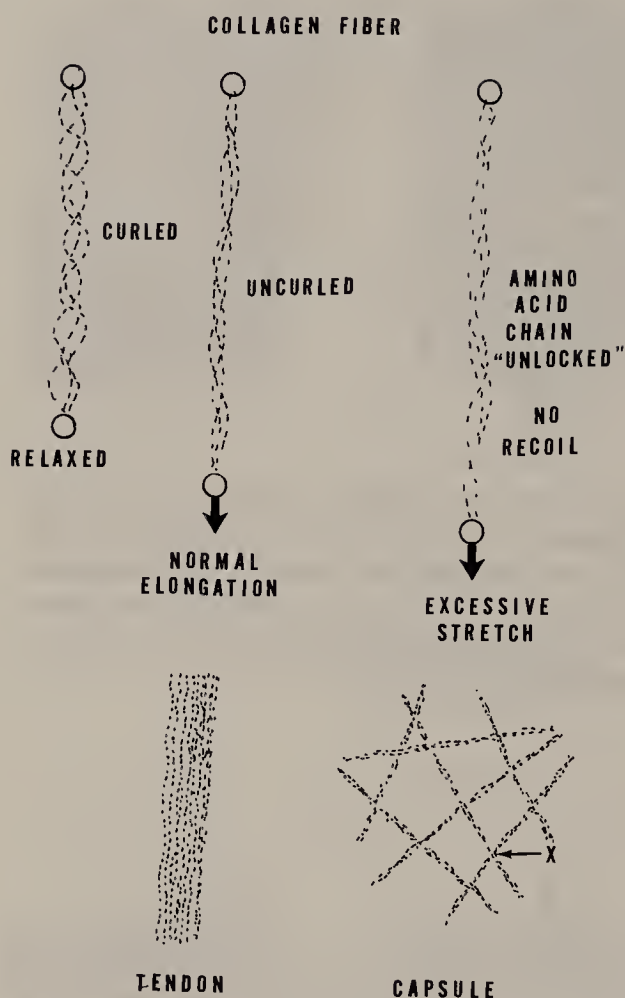 COLLAGEN FIBER
CURLED
UNCURLED
AMINO
ACID
CHAIN
"UNLOCKED"
NO
RECOIL
RELAXED
NORMAL
ELONGATION
EXCESSIVE
STRETCH
X
TENDON
CAPSULE